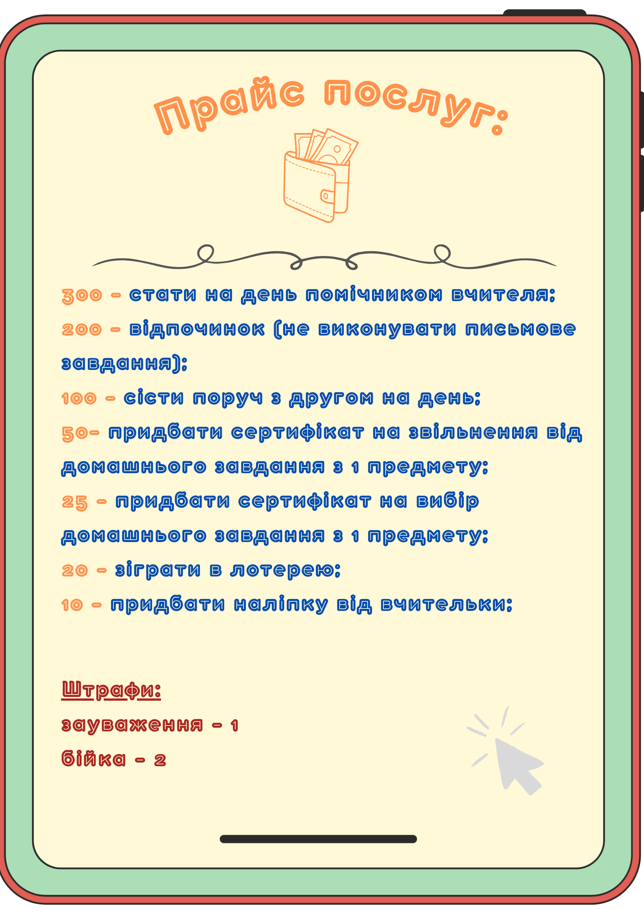 Прайс послуг:
300 - стати на день помічником вчителя;
200 - відпочинок (не виконувати письмове
завдання);
100 - сісти поруч з другом на день;
50- придбати сертифікат на звільнення від
домашнього завдання з 1 предмету;
25 - придбати сертифікат на вибір
домашнього завдання з 1 предмету;
20 - зіграти в лотерею;
10 - придбати наліпку від вчительки;
Штрафи:
зауваження - 1
бійка - 2